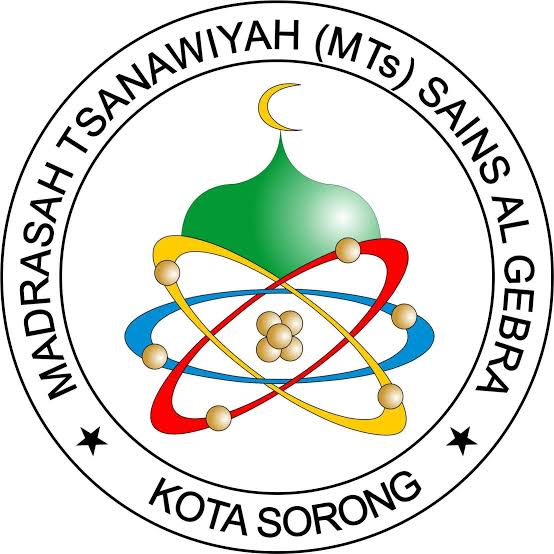 MADRASAH TSANAWIYAH (MTs) SAINS AL GEBRA
KOTA SORONG